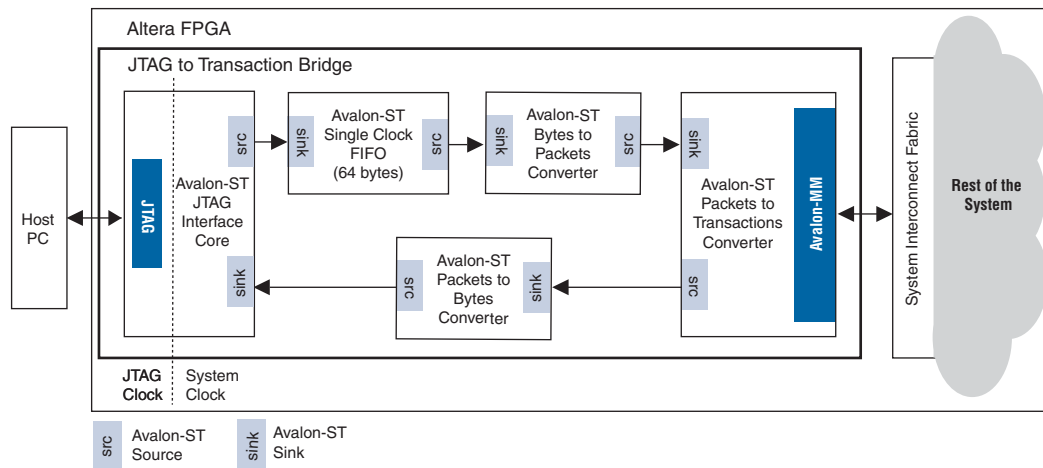 Altera FPGA
JTAG to Transaction Bridge
Host
PC
JTAG
Avalon-ST
JTAG
Interface
Core
src
sink
sink
Avalon-ST
Single Clock
FIFO
(64 bytes)
src
sink
Avalon-ST
Bytes to
Packets
Converter
src
sink
Avalon-ST
Packets to
Transactions
Converter
src
Avalon-MM
src
Avalon-ST
Packets to
Bytes
Converter
sink
System Interconnect Fabric
Rest of the
System
JTAG
Clock
System
Clock
src
Avalon-ST
Source
sink
Avalon-ST
Sink